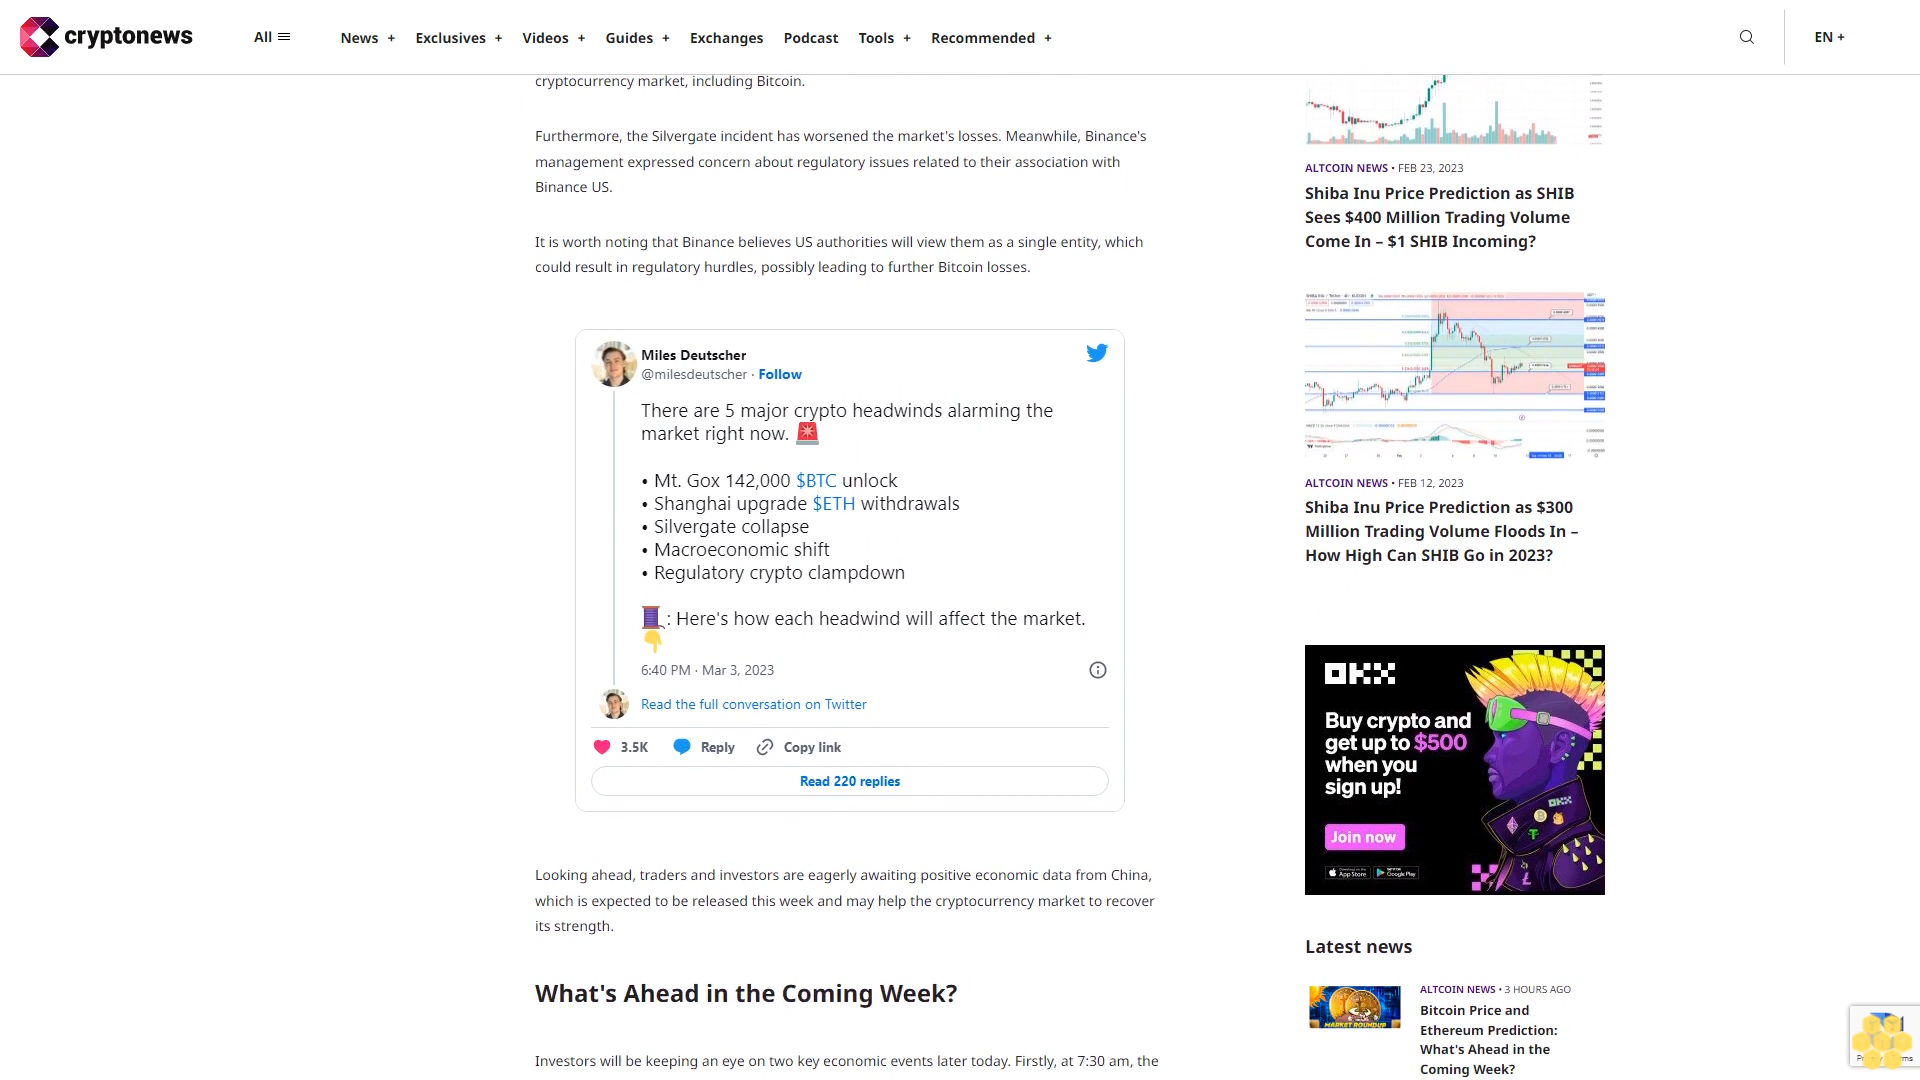 cryptonews
All
News +
Exclusives +
Videos +
Guides +
Exchanges
Podcast
Tools +
Recommended +
EN +
cryptocurrency market, including Bitcoin.
Furthermore, the Silvergate incident has worsened the market's losses. Meanwhile, Binance's
management expressed concern about regulatory issues related to their association with
Binance US.
It is worth noting that Binance believes US authorities will view them as a single entity, which
could result in regulatory hurdles, possibly leading to further Bitcoin losses.
Miles Deutscher
@milesdeutscher · Follow
There are 5 major crypto headwinds alarming the
market right now. 🚨
• Mt. Gox 142,000 $BTC unlock
• Shanghai upgrade $ETH withdrawals
• Silvergate collapse
• Macroeconomic shift
• Regulatory crypto clampdown
🧵: Here's how each headwind will affect the market.
👇
6:40 PM · Mar 3, 2023
Read the full conversation on Twitter
3.5K
Reply
Copy link
Read 220 replies
Looking ahead, traders and investors are eagerly awaiting positive economic data from China,
which is expected to be released this week and may help the cryptocurrency market to recover
its strength.
What's Ahead in the Coming Week?
Investors will be keeping an eye on two key economic events later today. Firstly, at 7:30 am, the
ALTCOIN NEWS • FEB 23, 2023
Shiba Inu Price Prediction as SHIB
Sees $400 Million Trading Volume
Come In – $1 SHIB Incoming?
ALTCOIN NEWS • FEB 12, 2023
Shiba Inu Price Prediction as $300
Million Trading Volume Floods In –
How High Can SHIB Go in 2023?
OKX
Buy crypto and
get up to $500
when you
sign up!
Join now
App Store
Google Play
Latest news
MARKET ROUNDUP
ALTCOIN NEWS • 3 HOURS AGO
Bitcoin Price and
Ethereum Prediction:
What's Ahead in the
Coming Week?